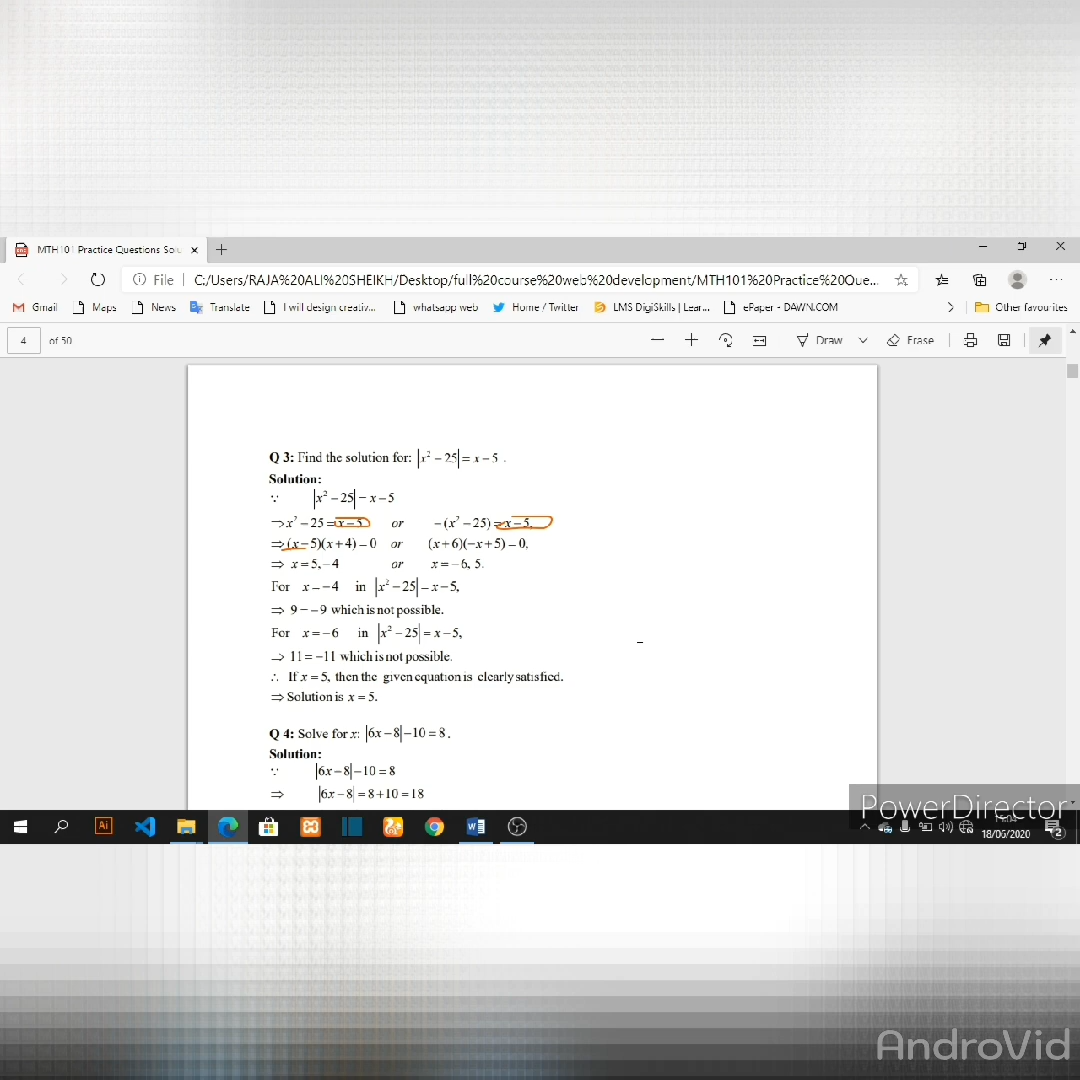 MTH101 Practice Questions Solu
File | C:/Users/RAJA%20ALI%20SHEIKH/Desktop/full%20course%20web%20development/MTH101%20Practice%20Que...
Gmail Maps News Translate I will design creativ... whatsapp web Home / Twitter LMS DigiSkills | Lear... ePaper - DAWN.COM Other favourites
4 of 50 Draw Erase
Q 3: Find the solution for: |x² − 25| = x − 5 .
Solution:
∵ |x² − 25| = x − 5
⇒ x² − 25 = x − 5 or −(x² − 25) = x − 5,
⇒ (x − 5)(x + 4) = 0 or (x + 6)(−x + 5) = 0,
⇒ x = 5, −4 or x = −6, 5.
For x = −4 in |x² − 25| = x − 5,
⇒ 9 = −9 which is not possible.
For x = −6 in |x² − 25| = x − 5,
⇒ 11 = −11 which is not possible.
∴ If x = 5, then the given equation is clearly satisfied.
⇒ Solution is x = 5.
Q 4: Solve for x: |6x − 8| − 10 = 8 .
Solution:
∵ |6x − 8| − 10 = 8
⇒ |6x − 8| = 8 + 10 = 18
PowerDirector
Ai
18/06/2020
2
AndroVid